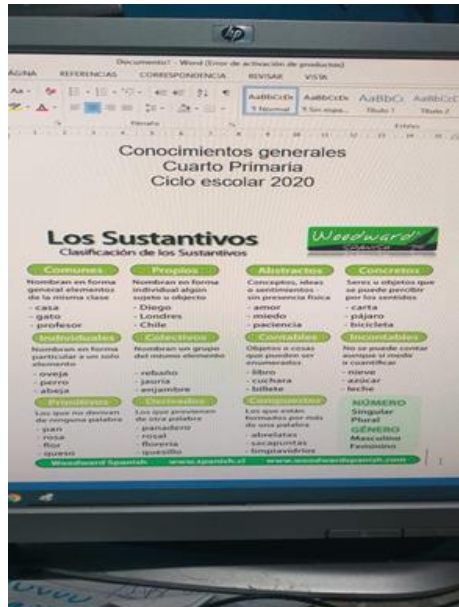 hp
Documento1 - Word (Error de activación de productos)
PÁGINA REFERENCIAS CORRESPONDENCIA REVISAR VISTA
AaBbCcDc AaBbCcDc AaBbCc AaBbCcC
¶ Normal ¶ Sin espa... Título 1 Título 2
Párrafo Estilos
Conocimientos generales
Cuarto Primaria
Ciclo escolar 2020
Los Sustantivos
Clasificación de los Sustantivos
Woodward
SPANISH
Comunes
Nombran en forma
general elementos
de la misma clase
- casa
- gato
- profesor
Propios
Nombran en forma
individual algún
sujeto u objecto
- Diego
- Londres
- Chile
Abstractos
Conceptos, ideas
o sentimientos
sin presencia física
- amor
- miedo
- paciencia
Concretos
Seres u objetos que
se puede percibir
por los sentidos
- carta
- pájaro
- bicicleta
Individuales
Nombran en forma
particular a un solo
elemento
- oveja
- perro
- abeja
Colectivos
Nombran un grupo
del mismo elemento
- rebaño
- jauría
- enjambre
Contables
Objetos o cosas
que pueden ser
enumerados
- libro
- cuchara
- billete
Incontables
No se puede contar
aunque sí medir
o cuantificar
- nieve
- azúcar
- leche
Primitivos
Los que no derivan
de ninguna palabra
- pan
- rosa
- flor
- queso
Derivados
Los que provienen
de otra palabra
- panadero
- rosal
- florería
- quesillo
Compuestos
Los que están
formados por más
de una palabra
- abrelatas
- sacapuntas
- limpiavidrios
NÚMERO
Singular
Plural
GÉNERO
Masculino
Femenino
Woodward Spanish www.spanish.cl www.woodwardspanish.com